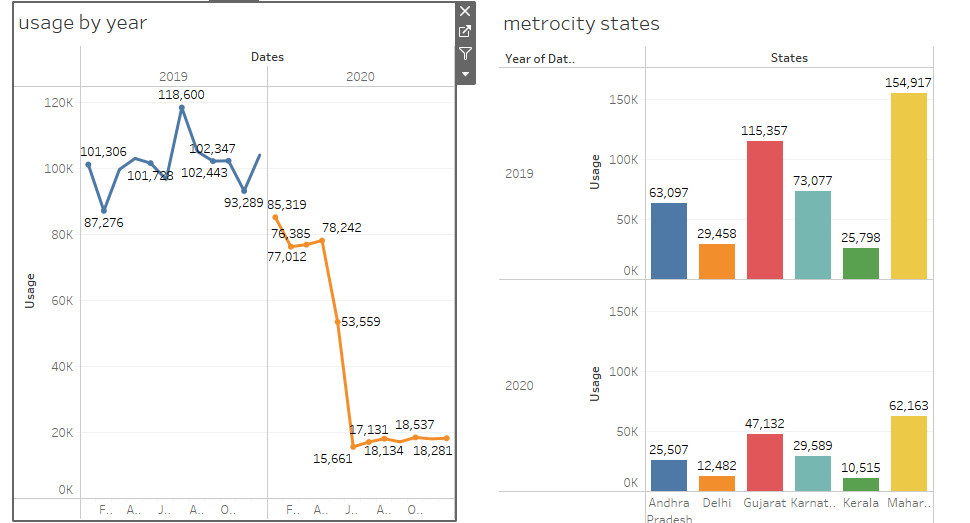 usage by year
Dates
2019 2020
120K
100K
80K
60K
40K
20K
0K
Usage
118,600
101,306
102,347
101,728
102,443
87,276
93,289
85,319
76,385
78,242
77,012
53,559
17,131
18,537
15,661
18,134
18,281
F.. A.. J.. A.. O.. F.. A.. J.. A.. O..
metrocity states
Year of Dat..
States
2019
Usage
150K
100K
50K
0K
63,097
29,458
115,357
73,077
25,798
154,917
2020
Usage
150K
100K
50K
0K
25,507
12,482
47,132
29,589
10,515
62,163
Andhra Delhi Gujarat Karnat.. Kerala Mahar..
Pradesh